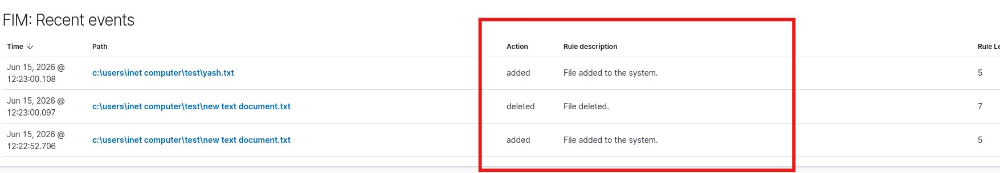 FIM: Recent events
Time ↓ Path Action Rule description Rule Le
Jun 15, 2026 @
12:23:00.108
c:\users\inet computer\test\yash.txt added File added to the system. 5
Jun 15, 2026 @
12:23:00.097
c:\users\inet computer\test\new text document.txt deleted File deleted. 7
Jun 15, 2026 @
12:22:52.706
c:\users\inet computer\test\new text document.txt added File added to the system. 5